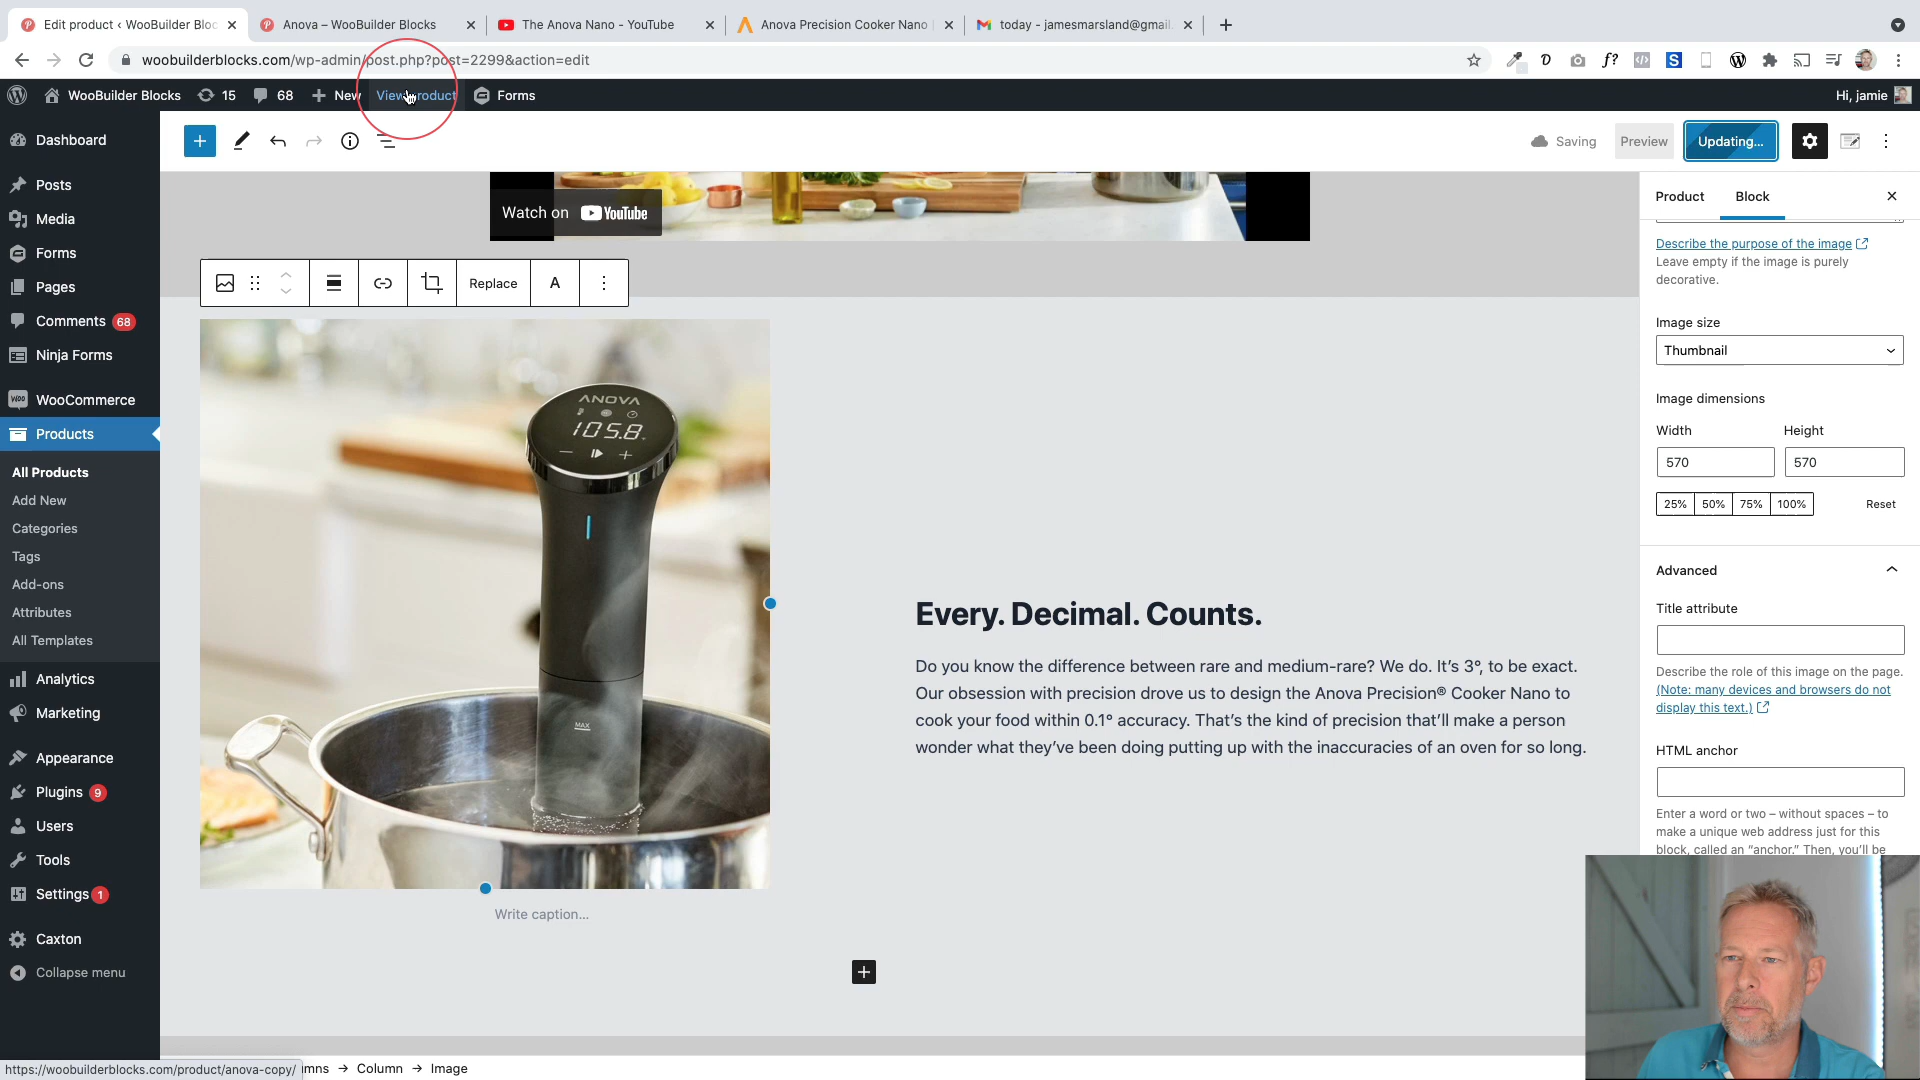 Edit product ‹ WooBuilder Bloc
Anova – WooBuilder Blocks
The Anova Nano - YouTube
Anova Precision Cooker Nano
today - jamesmarsland@gmail.
woobuilderblocks.com/wp-admin/post.php?post=2299&action=edit
WooBuilder Blocks 15 68 New View Product Forms
Hi, jamie
Dashboard
Posts
Media
Forms
Pages
Comments 68
Ninja Forms
WooCommerce
Products
All Products
Add New
Categories
Tags
Add-ons
Attributes
All Templates
Analytics
Marketing
Appearance
Plugins 9
Users
Tools
Settings 1
Caxton
Collapse menu
Saving Preview Updating...
Watch on YouTube
Replace A
ANOVA
105.8
MAX
Write caption...
Every. Decimal. Counts.
Do you know the difference between rare and medium-rare? We do. It’s 3°, to be exact.
Our obsession with precision drove us to design the Anova Precision® Cooker Nano to
cook your food within 0.1° accuracy. That’s the kind of precision that’ll make a person
wonder what they’ve been doing putting up with the inaccuracies of an oven for so long.
Product Block
Describe the purpose of the image
Leave empty if the image is purely
decorative.
Image size
Thumbnail
Image dimensions
Width Height
570 570
25% 50% 75% 100% Reset
Advanced
Title attribute
Describe the role of this image on the page.
(Note: many devices and browsers do not
display this text.)
HTML anchor
Enter a word or two – without spaces – to
make a unique web address just for this
block, called an “anchor.” Then, you’ll be
https://woobuilderblocks.com/product/anova-copy/
mns → Column → Image